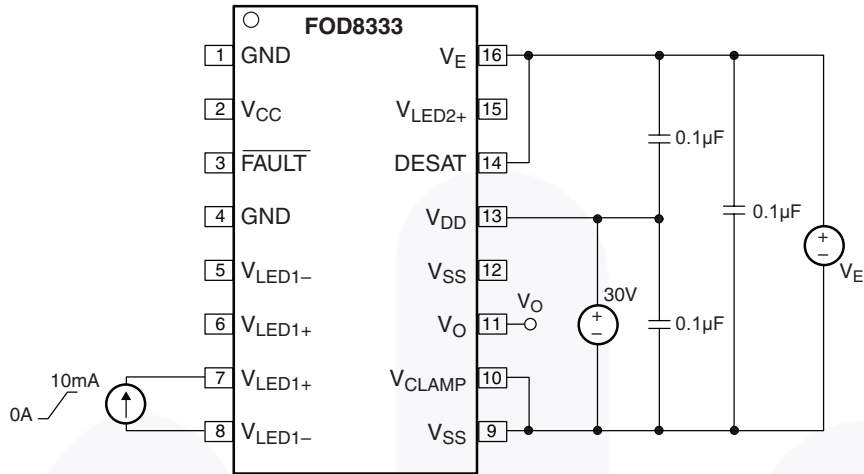 FOD8333
1 GND
2 VCC
3 FAULT
4 GND
5 VLED1–
6 VLED1+
7 VLED1+
8 VLED1–
VE 16
VLED2+ 15
DESAT 14
VDD 13
VSS 12
VO 11
VCLAMP 10
VSS 9
10mA
0A
VO
30V
+
–
0.1µF
0.1µF
0.1µF
+
–
VE